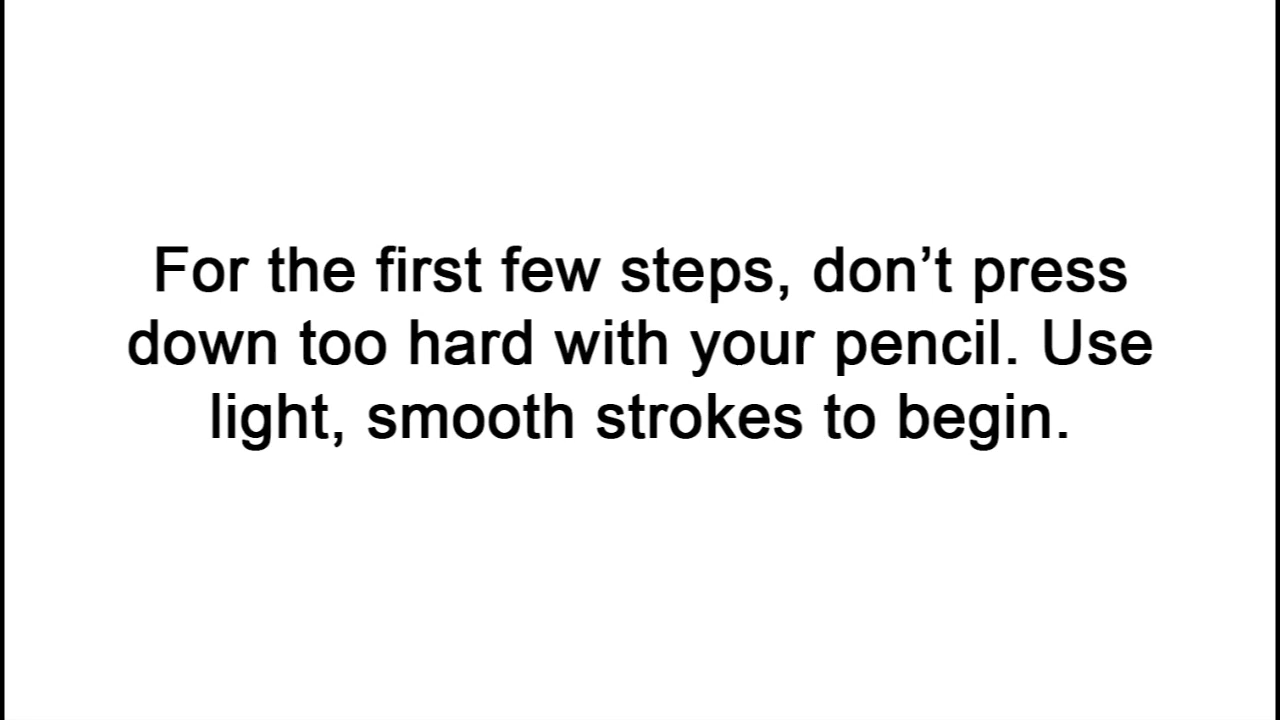 For the first few steps, don’t press
down too hard with your pencil. Use
light, smooth strokes to begin.